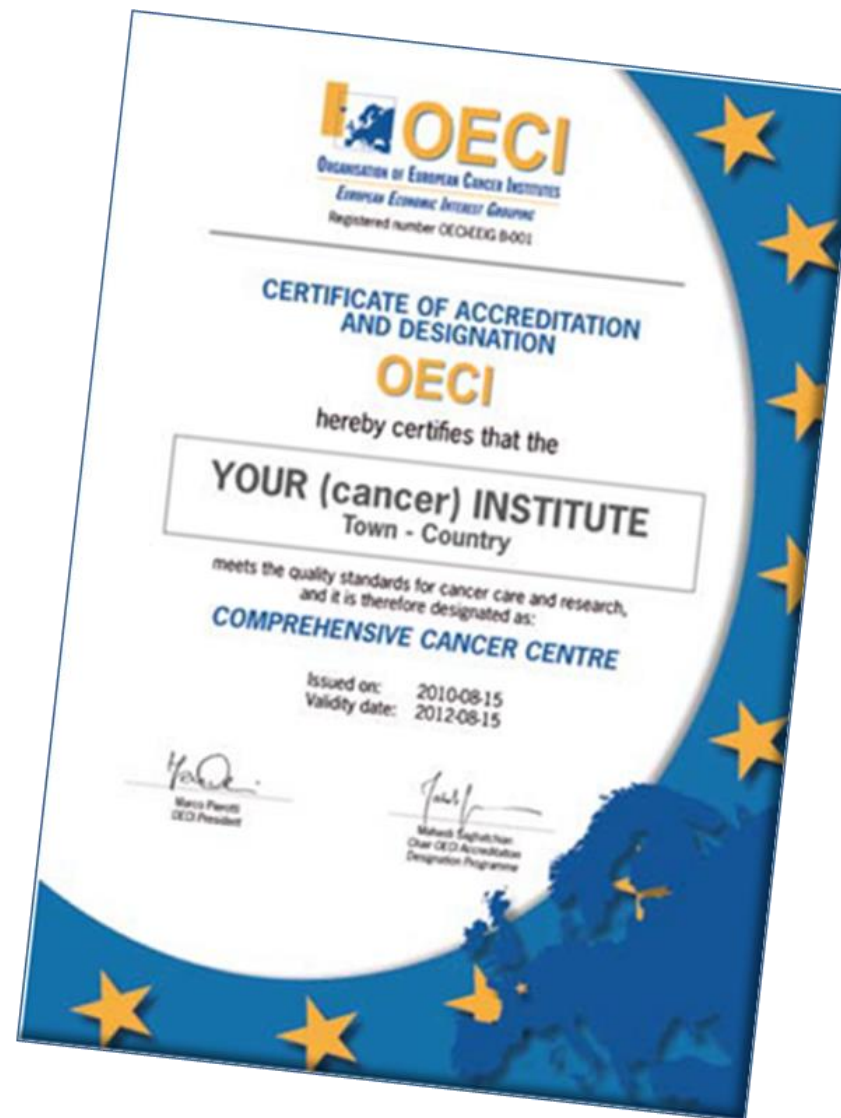 OECI
ORGANISATION OF EUROPEAN CANCER INSTITUTES
EUROPEAN ECONOMIC INTEREST GROUPING
Registered number OECI-EEIG B-001
CERTIFICATE OF ACCREDITATION
AND DESIGNATION
OECI
hereby certifies that the
YOUR (cancer) INSTITUTE
Town - Country
meets the quality standards for cancer care and research,
and it is therefore designated as:
COMPREHENSIVE CANCER CENTRE
Issued on: 2010-08-15
Validity date: 2012-08-15
Marco Pierotti
OECI President
Mahasti Saghatchian
Chair OECI Accreditation
Designation Programme